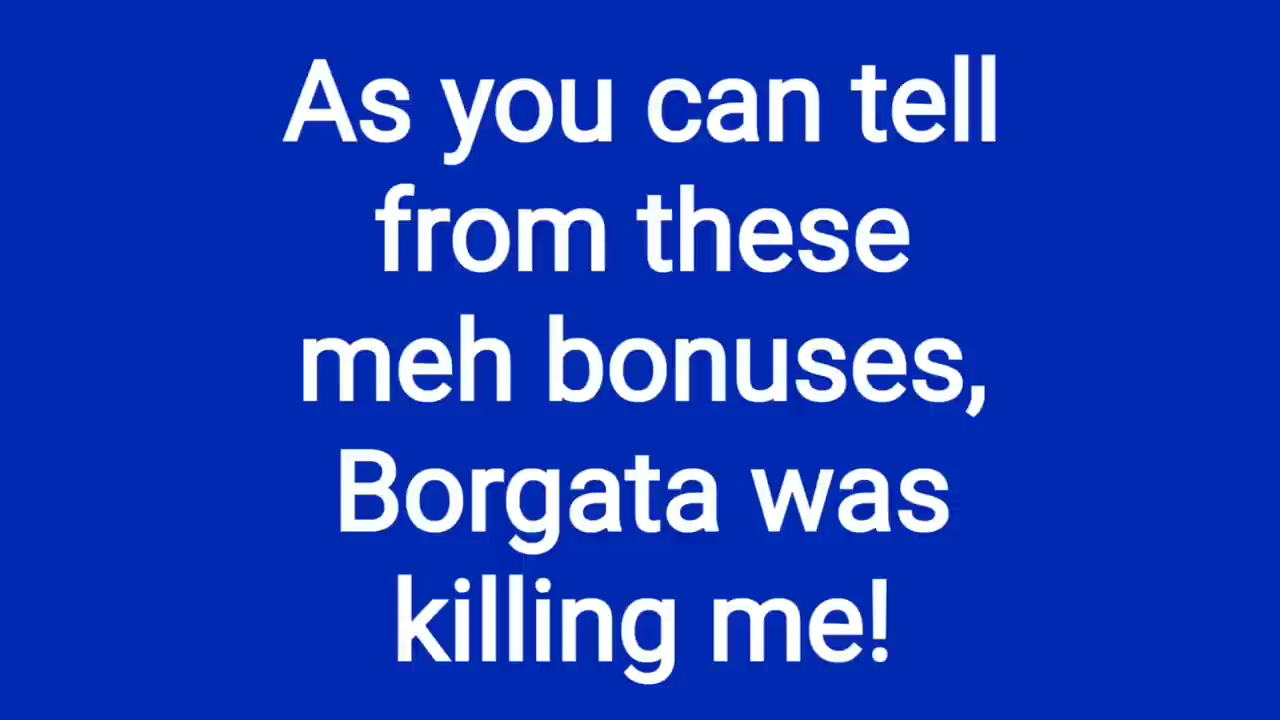 As you can tell
from these
meh bonuses,
Borgata was
killing me!